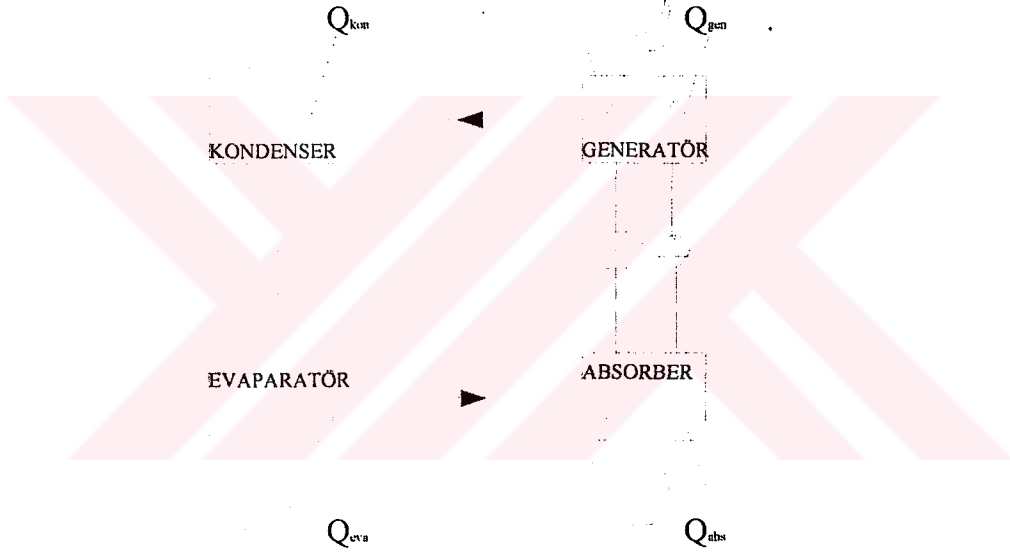 Qkon Qgen
KONDENSER GENERATÖR
EVAPARATÖR ABSORBER
Qeva Qabs